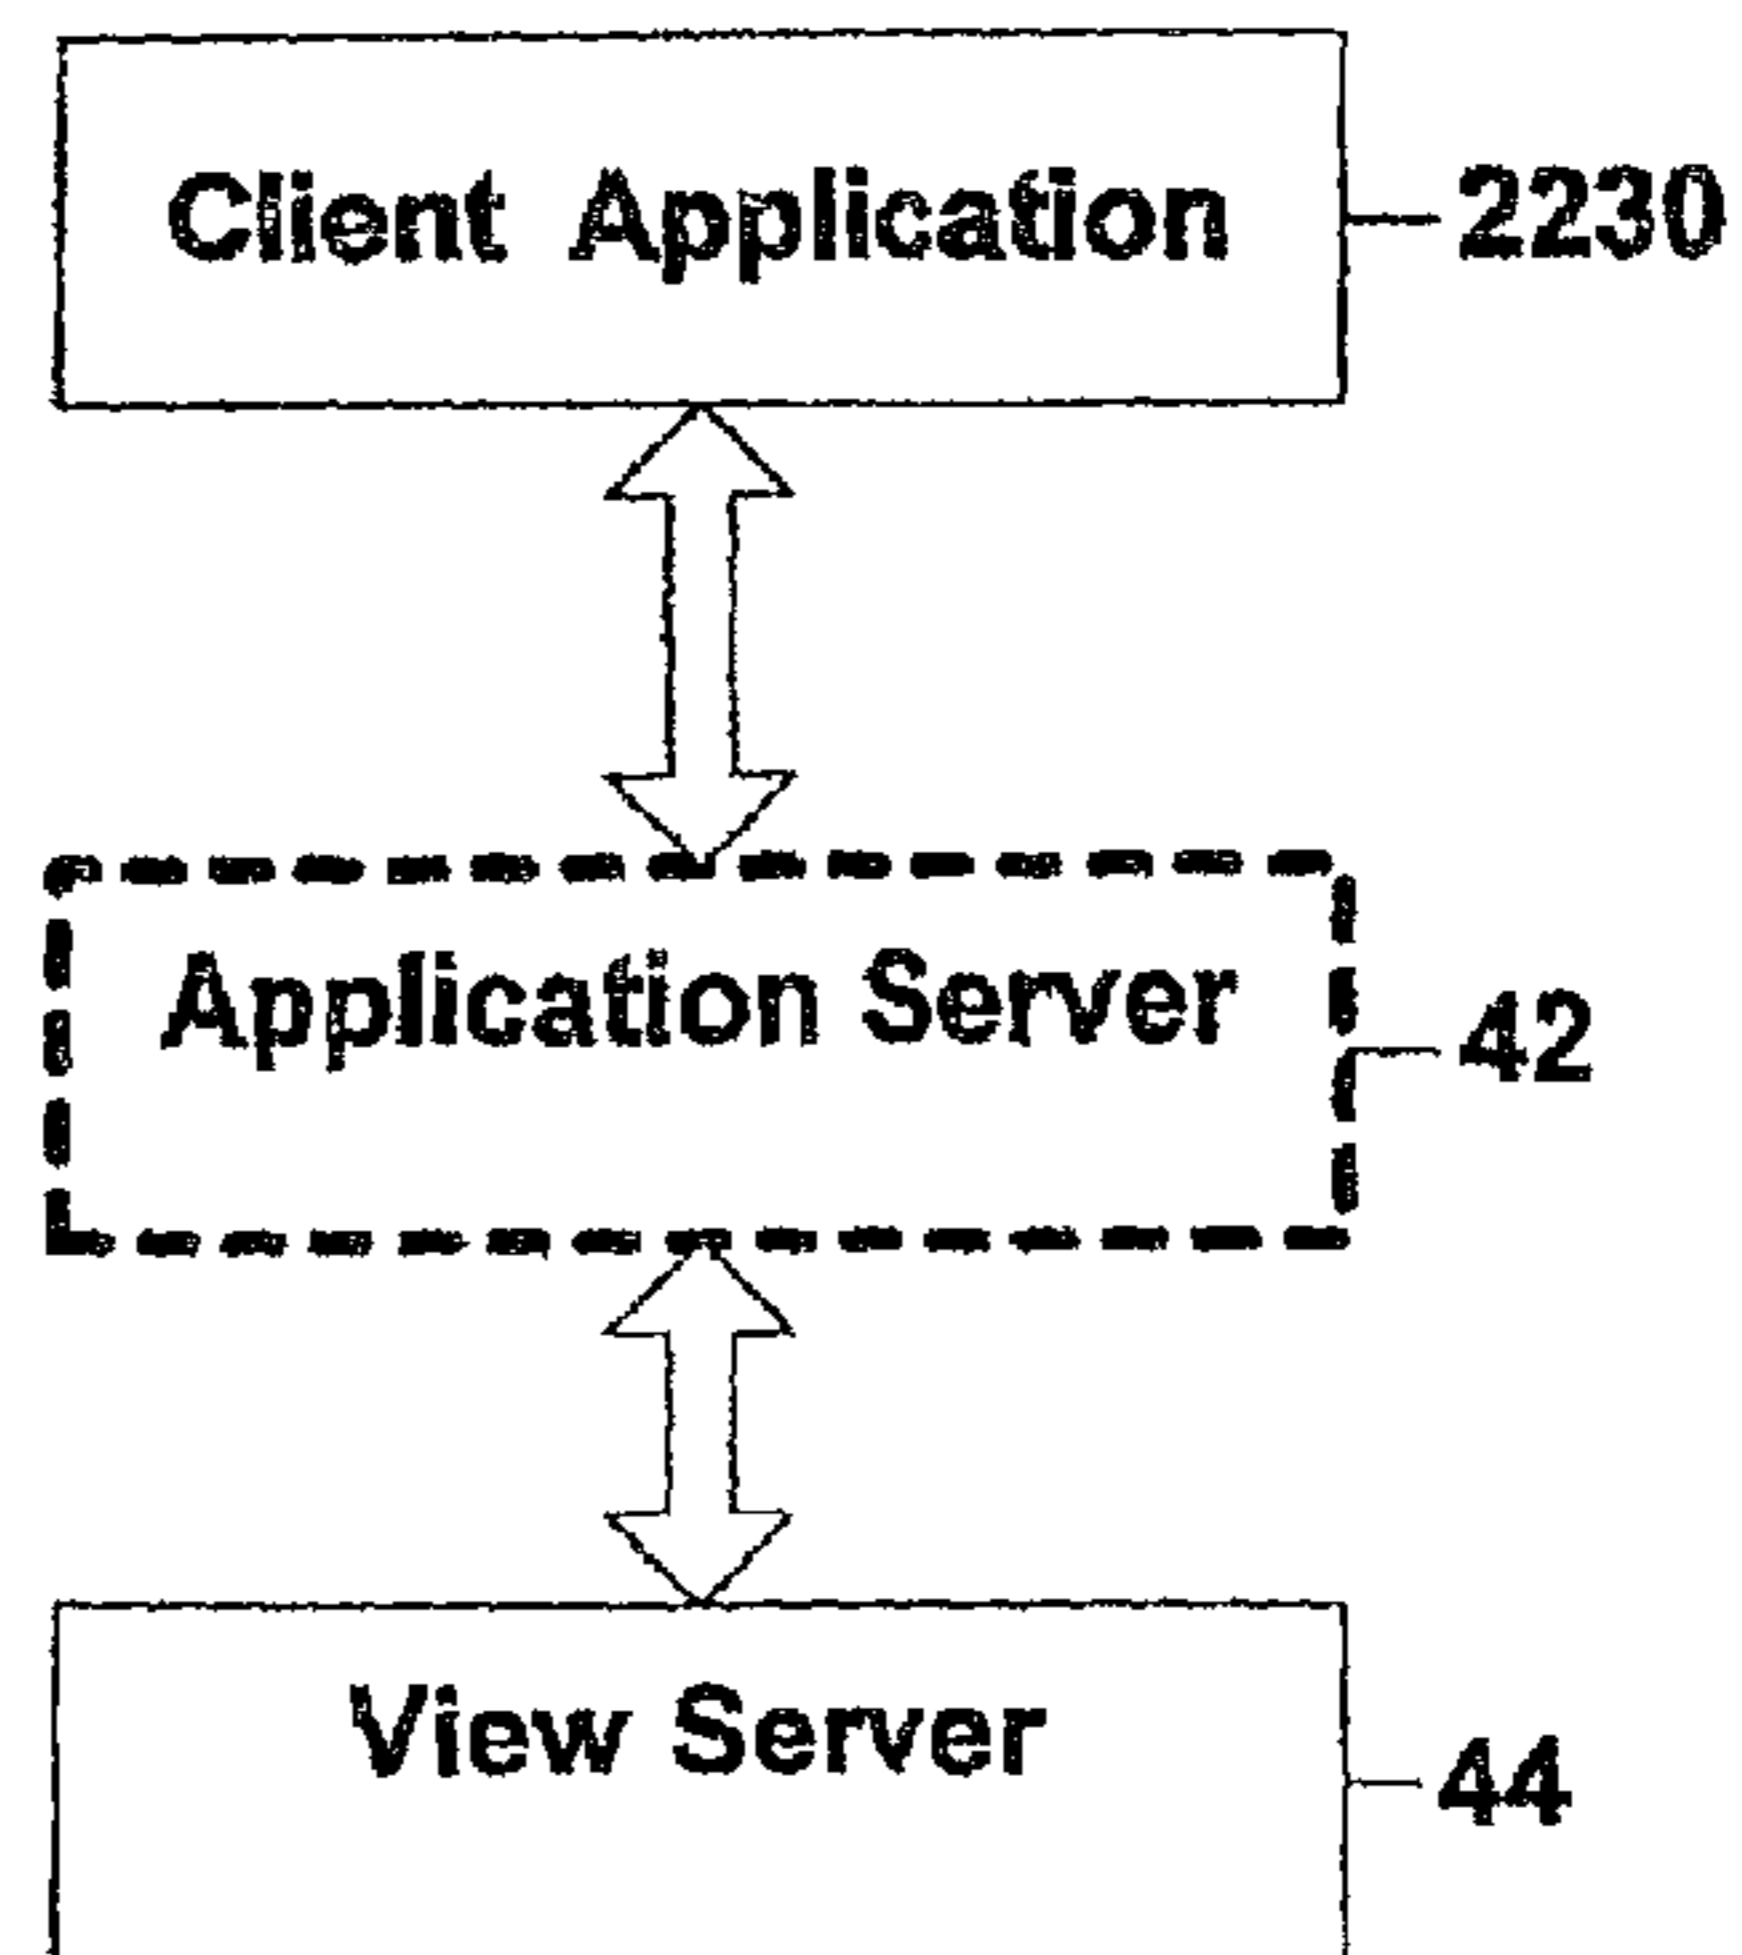 Client Application
2230
Application Server
42
View Server
44